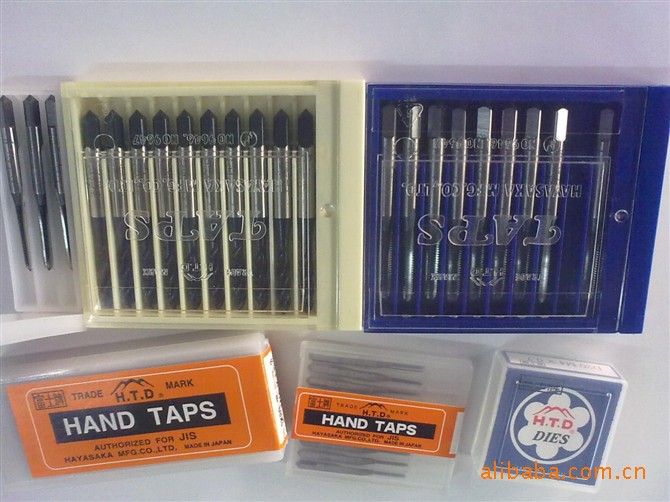 TAPS
HAYASAKA MFG.CO.,LTD.
TAPS
HAYASAKA MFG.CO.,LTD.
富士牌
TRADE MARK
H.T.D ®
HAND TAPS
AUTHORIZED FOR JIS
HAYASAKA MFG.CO.,LTD. MADE IN JAPAN
富士牌
TRADE MARK
H.T.D ®
HAND TAPS
AUTHORIZED FOR JIS
HAYASAKA MFG.CO.,LTD. MADE IN JAPAN
H.T.D
DIES
alibaba.com.cn